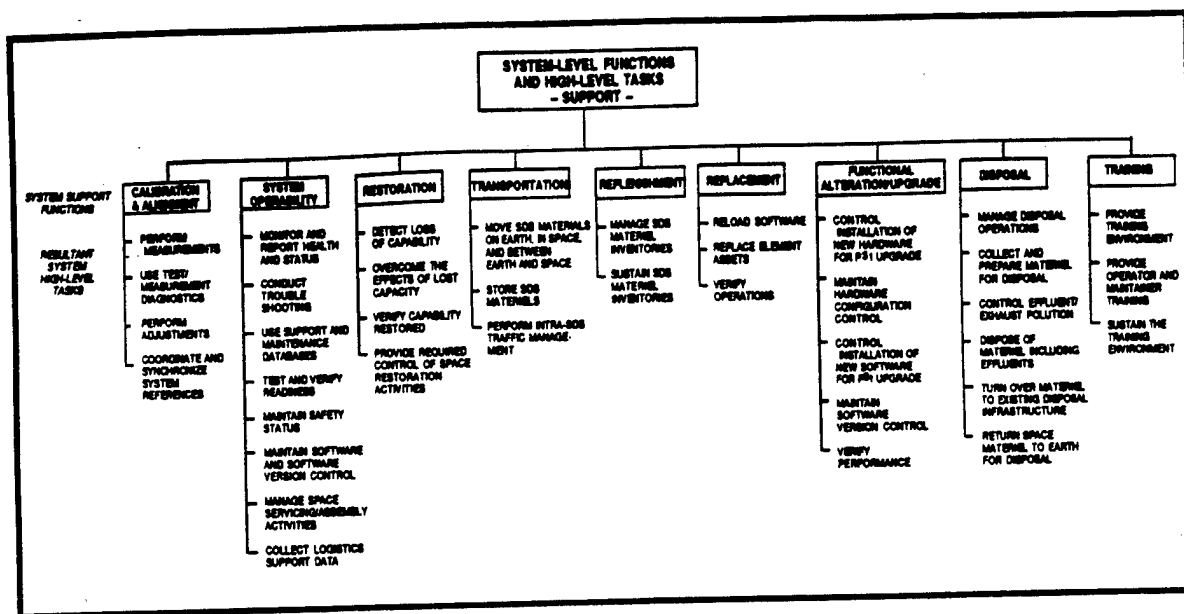 SYSTEM-LEVEL FUNCTIONS
AND HIGH-LEVEL TASKS
- SUPPORT -
SYSTEM SUPPORT
FUNCTIONS
RESULTANT
SYSTEM
HIGH-LEVEL
TASKS
CALIBRATION
& ALIGNMENT
PERFORM
MEASUREMENTS
USE TEST/
MEASUREMENT
DIAGNOSTICS
PERFORM
ADJUSTMENTS
COORDINATE AND
SYNCHRONIZE
SYSTEM
REFERENCES
SYSTEM
OPERABILITY
MONITOR AND
REPORT HEALTH
AND STATUS
CONDUCT
TROUBLE
SHOOTING
USE SUPPORT AND
MAINTENANCE
DATABASES
TEST AND VERIFY
READINESS
MAINTAIN SAFETY
STATUS
MAINTAIN SOFTWARE
AND SOFTWARE
VERSION CONTROL
MANAGE SPACE
SERVICING/ASSEMBLY
ACTIVITIES
COLLECT LOGISTICS
SUPPORT DATA
RESTORATION
DETECT LOSS
OF CAPABILITY
OVERCOME THE
EFFECTS OF LOST
CAPACITY
VERIFY CAPABILITY
RESTORED
PROVIDE REQUIRED
CONTROL OF SPACE
RESTORATION
ACTIVITIES
TRANSPORTATION
MOVE SDS MATERIALS
ON EARTH, IN SPACE,
AND BETWEEN
EARTH AND SPACE
STORE SDS
MATERIELS
PERFORM INTRA-SDS
TRAFFIC MANAGE-
MENT
REPLENISHMENT
MANAGE SDS
MATERIEL
INVENTORIES
SUSTAIN SDS
MATERIEL
INVENTORIES
REPLACEMENT
RELOAD SOFTWARE
REPLACE ELEMENT
ASSETS
VERIFY
OPERATIONS
FUNCTIONAL
ALTERATION/UPGRADE
CONTROL
INSTALLATION OF
NEW HARDWARE
FOR P3I UPGRADE
MAINTAIN
HARDWARE
CONFIGURATION
CONTROL
CONTROL
INSTALLATION OF
NEW SOFTWARE
FOR P3I UPGRADE
MAINTAIN
SOFTWARE
VERSION CONTROL
VERIFY
PERFORMANCE
DISPOSAL
MANAGE DISPOSAL
OPERATIONS
COLLECT AND
PREPARE MATERIEL
FOR DISPOSAL
CONTROL EFFLUENT/
EXHAUST POLUTION
DISPOSE OF
MATERIEL INCLUDING
EFFLUENTS
TURN OVER MATERIEL
TO EXISTING DISPOSAL
INFRASTRUCTURE
RETURN SPACE
MATERIEL TO EARTH
FOR DISPOSAL
TRAINING
PROVIDE
TRAINING
ENVIRONMENT
PROVIDE
OPERATOR AND
MAINTAINER
TRAINING
SUSTAIN THE
TRAINING
ENVIRONMENT